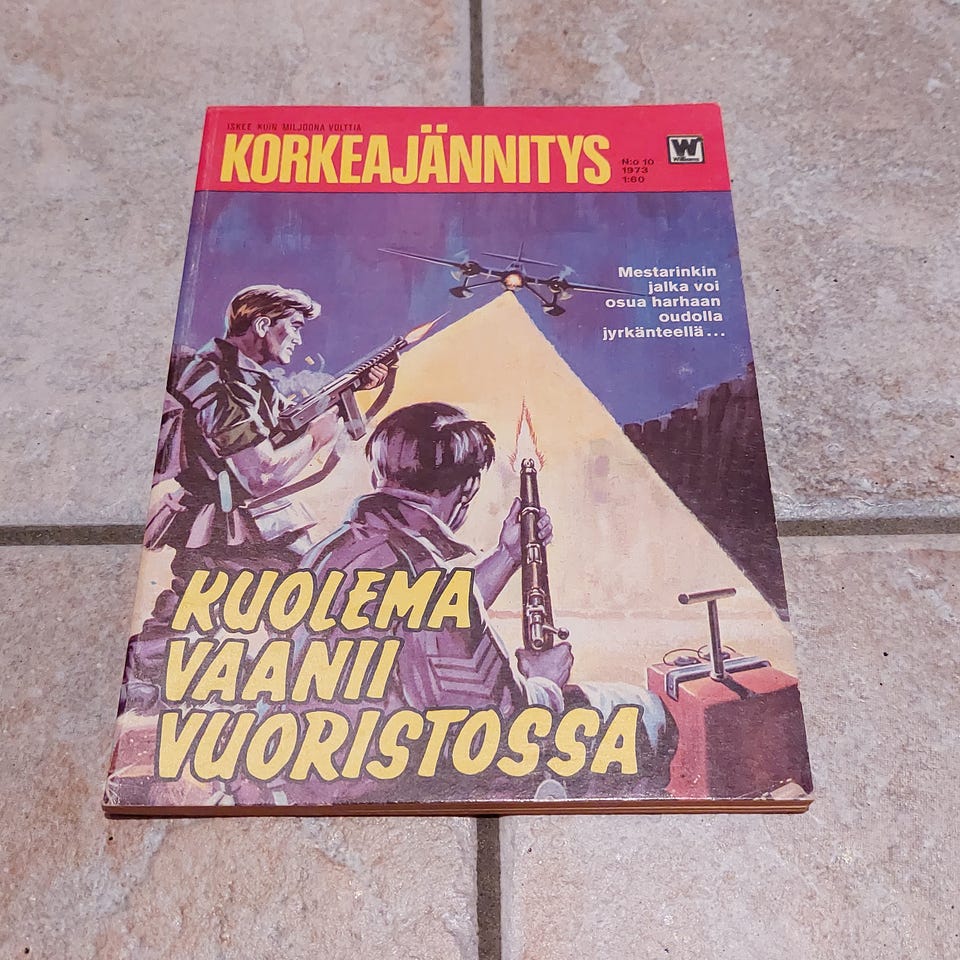 ISKEE KUIN MILJOONA VOLTTIA
KORKEAJÄNNITYS
N:o 10
1973
1:60
W
Williams
Mestarinkin
jalka voi
osua harhaan
oudolla
jyrkänteellä...
KUOLEMA
VAANII
VUORISTOSSA